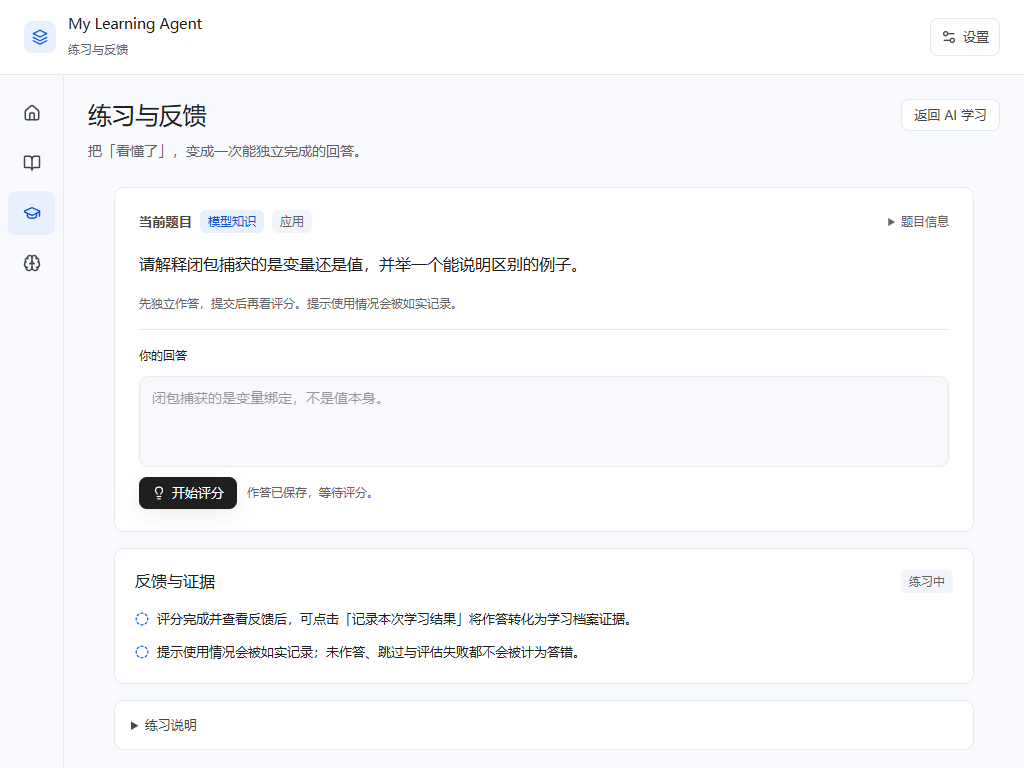 My Learning Agent
练习与反馈
设置
练习与反馈
返回 AI 学习
把「看懂了」，变成一次能独立完成的回答。
当前题目 模型知识 应用
题目信息
请解释闭包捕获的是变量还是值，并举一个能说明区别的例子。
先独立作答，提交后再看评分。提示使用情况会被如实记录。
你的回答
闭包捕获的是变量绑定，不是值本身。
开始评分 作答已保存，等待评分。
反馈与证据
练习中
评分完成并查看反馈后，可点击「记录本次学习结果」将作答转化为学习档案证据。
提示使用情况会被如实记录；未作答、跳过与评估失败都不会被计为答错。
练习说明